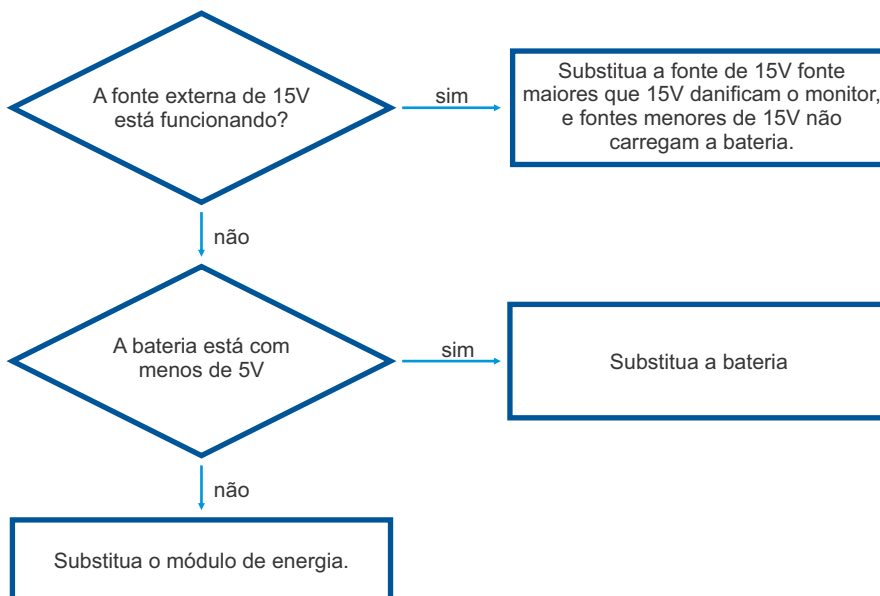 A fonte externa de 15V
está funcionando?
sim
Substitua a fonte de 15V fonte
maiores que 15V danificam o monitor,
e fontes menores de 15V não
carregam a bateria.
não
A bateria está com
menos de 5V
sim
Substitua a bateria
não
Substitua o módulo de energia.